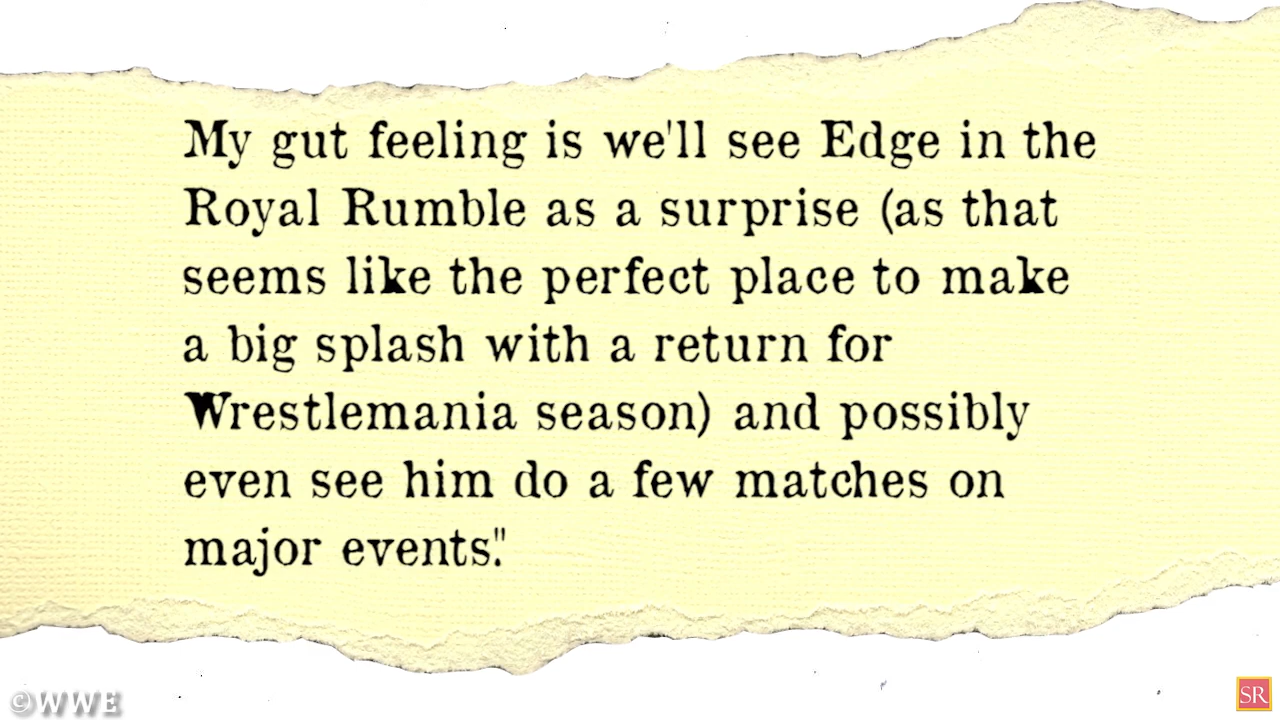 My gut feeling is we'll see Edge in the
Royal Rumble as a surprise (as that
seems like the perfect place to make
a big splash with a return for
Wrestlemania season) and possibly
even see him do a few matches on
major events."
©WWE
SR